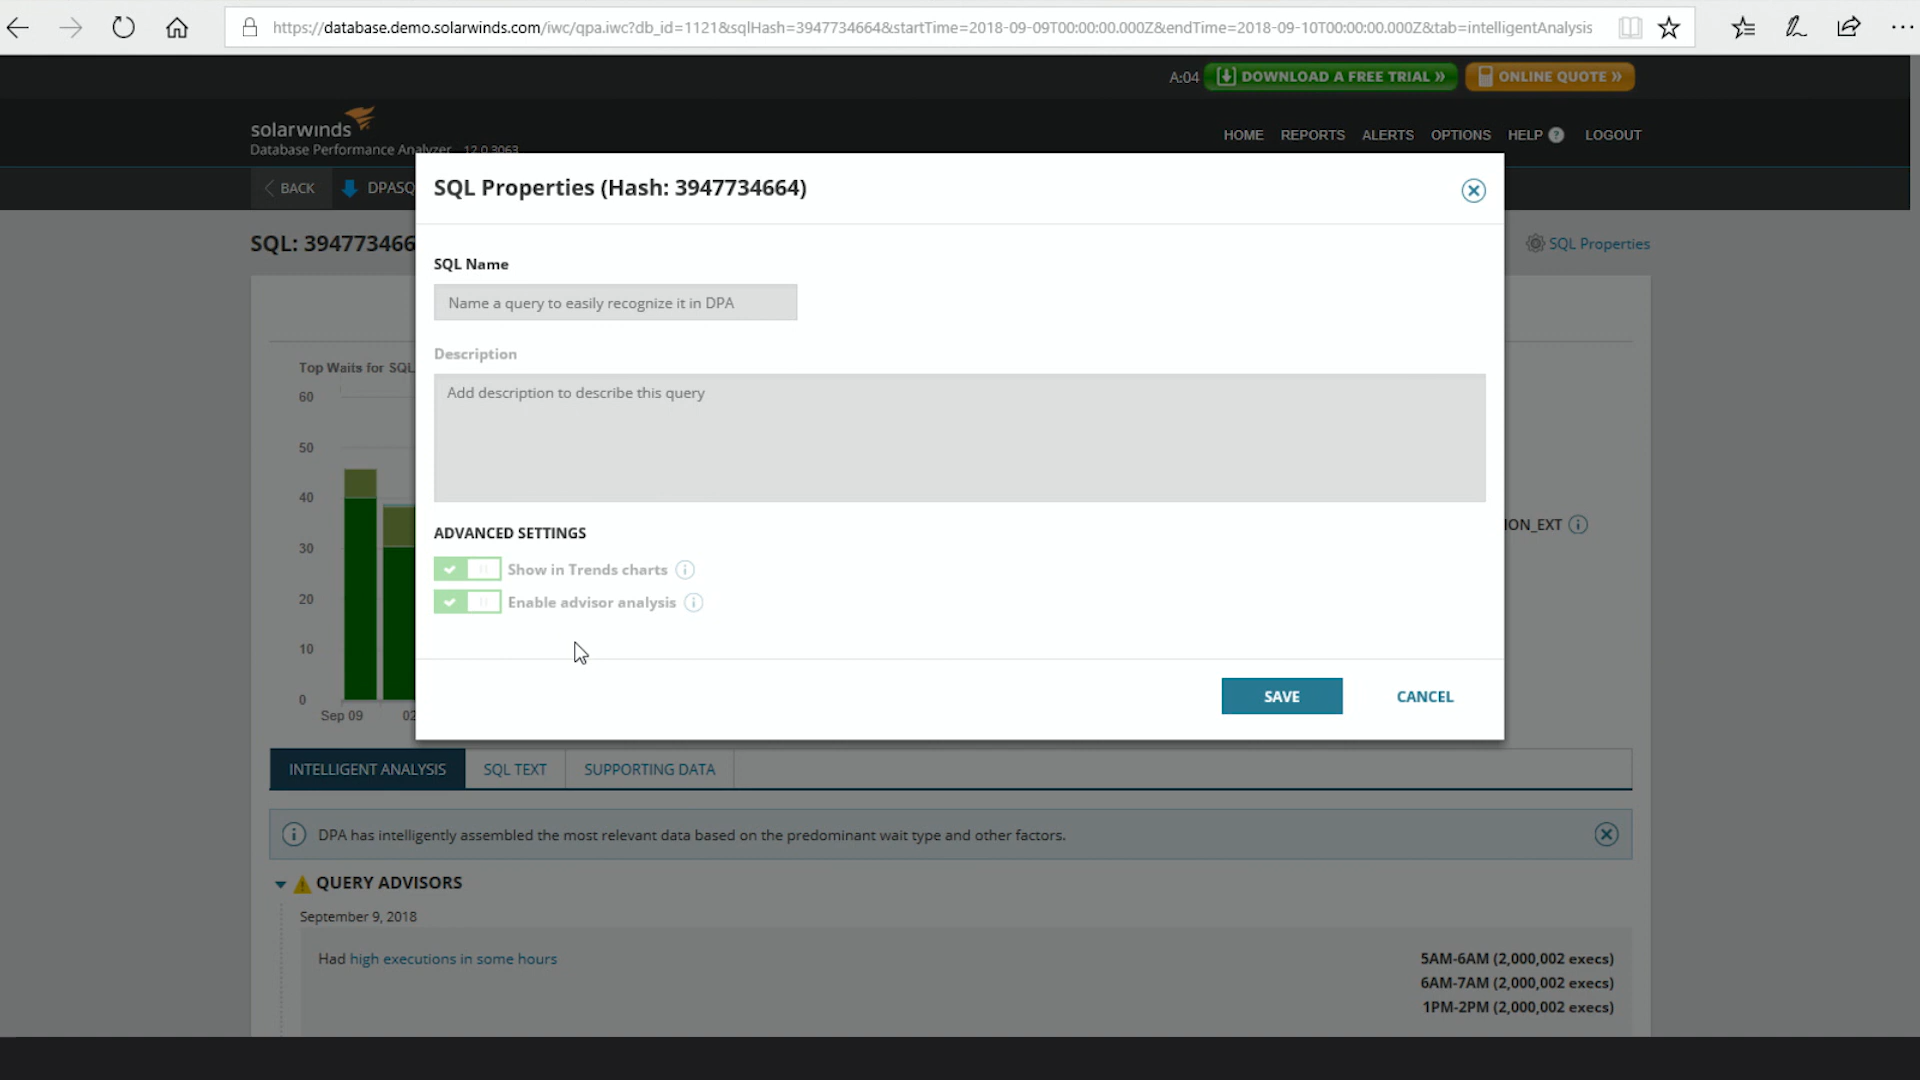 https://database.demo.solarwinds.com/iwc/qpa.iwc?db_id=1121&sqlHash=3947734664&startTime=2018-09-09T00:00:00.000Z&endTime=2018-09-10T00:00:00.000Z&tab=intelligentAnalysis
A:04 DOWNLOAD A FREE TRIAL » ONLINE QUOTE »
solarwinds
Database Performance Analyzer 12.0.3063
HOME REPORTS ALERTS OPTIONS HELP ? LOGOUT
BACK DPASQ
SQL Properties (Hash: 3947734664)
SQL: 394773466
SQL Properties
SQL Name
Name a query to easily recognize it in DPA
Description
Add description to describe this query
Top Waits for SQL
60
50
40
30
20
10
0
Sep 09 02
ADVANCED SETTINGS
Show in Trends charts
Enable advisor analysis
ION_EXT
SAVE CANCEL
INTELLIGENT ANALYSIS SQL TEXT SUPPORTING DATA
DPA has intelligently assembled the most relevant data based on the predominant wait type and other factors.
QUERY ADVISORS
September 9, 2018
Had high executions in some hours
5AM-6AM (2,000,002 execs)
6AM-7AM (2,000,002 execs)
1PM-2PM (2,000,002 execs)